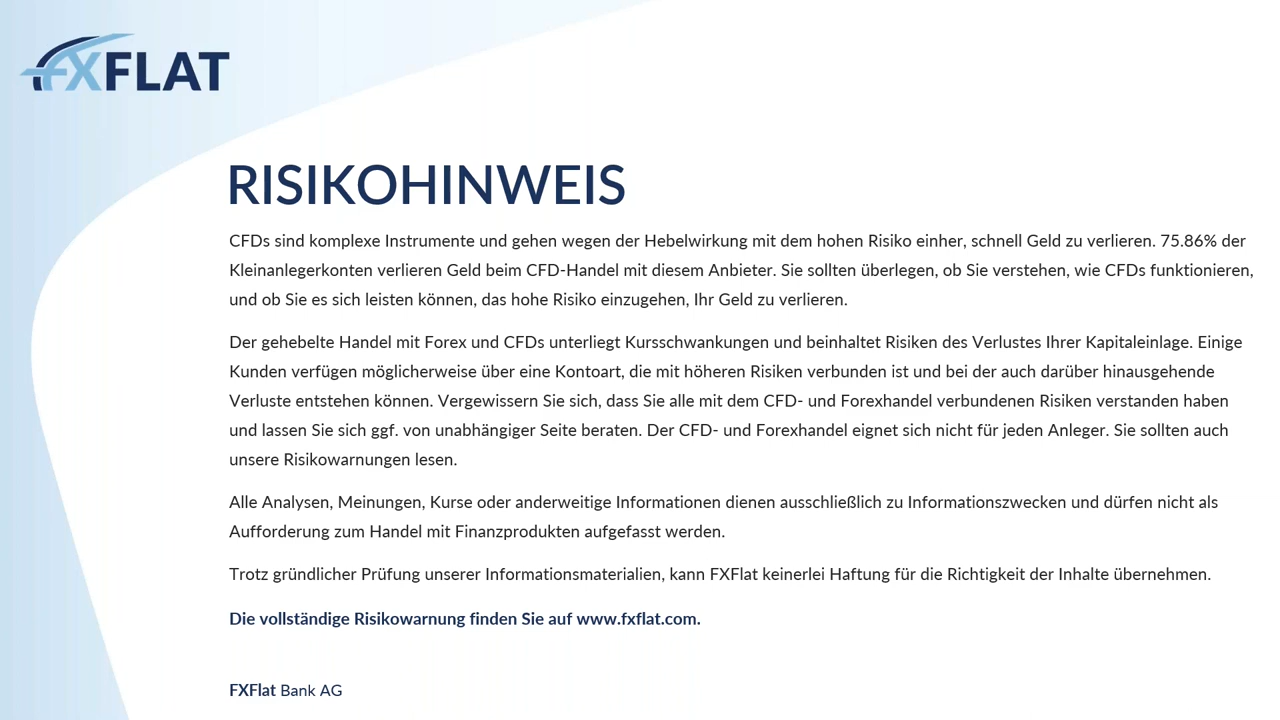 FXFLAT
RISIKOHINWEIS
CFDs sind komplexe Instrumente und gehen wegen der Hebelwirkung mit dem hohen Risiko einher, schnell Geld zu verlieren. 75.86% der
Kleinanlegerkonten verlieren Geld beim CFD-Handel mit diesem Anbieter. Sie sollten überlegen, ob Sie verstehen, wie CFDs funktionieren,
und ob Sie es sich leisten können, das hohe Risiko einzugehen, Ihr Geld zu verlieren.
Der gehebelte Handel mit Forex und CFDs unterliegt Kursschwankungen und beinhaltet Risiken des Verlustes Ihrer Kapitaleinlage. Einige
Kunden verfügen möglicherweise über eine Kontoart, die mit höheren Risiken verbunden ist und bei der auch darüber hinausgehende
Verluste entstehen können. Vergewissern Sie sich, dass Sie alle mit dem CFD- und Forexhandel verbundenen Risiken verstanden haben
und lassen Sie sich ggf. von unabhängiger Seite beraten. Der CFD- und Forexhandel eignet sich nicht für jeden Anleger. Sie sollten auch
unsere Risikowarnungen lesen.
Alle Analysen, Meinungen, Kurse oder anderweitige Informationen dienen ausschließlich zu Informationszwecken und dürfen nicht als
Aufforderung zum Handel mit Finanzprodukten aufgefasst werden.
Trotz gründlicher Prüfung unserer Informationsmaterialien, kann FXFlat keinerlei Haftung für die Richtigkeit der Inhalte übernehmen.
Die vollständige Risikowarnung finden Sie auf www.fxflat.com.
FXFlat Bank AG